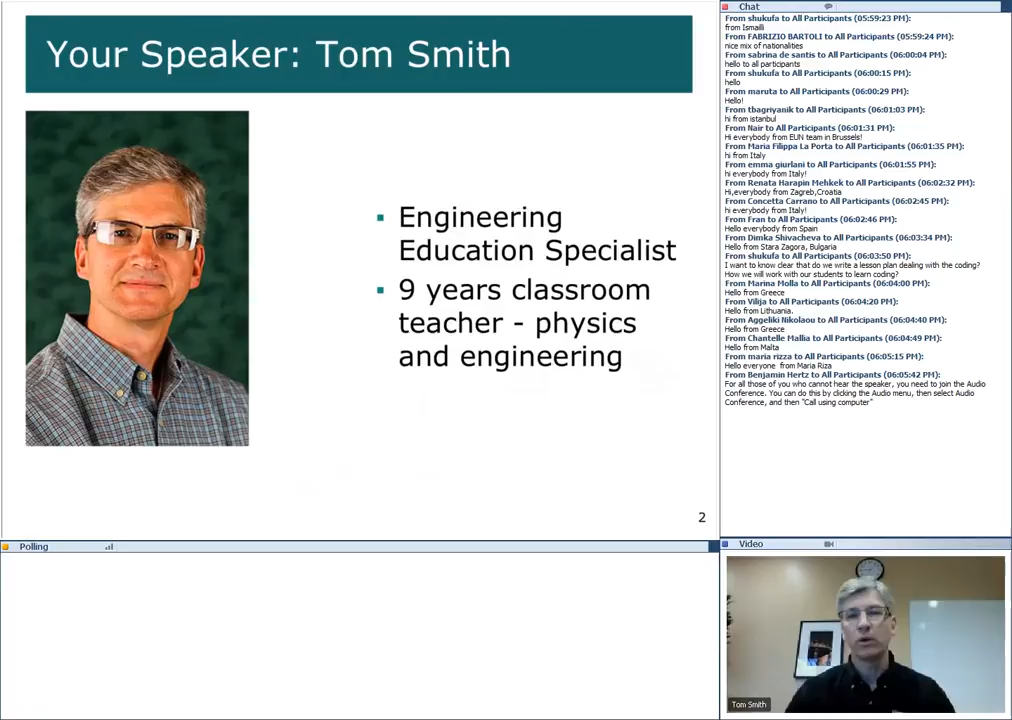 Your Speaker: Tom Smith
▪ Engineering
Education Specialist
▪ 9 years classroom
teacher - physics
and engineering
2
Chat
From shukufa to All Participants (05:59:23 PM):
from Ismaili
From FABRIZIO BARTOLI to All Participants (05:59:24 PM):
nice mix of nationalities
From sabrina de santis to All Participants (06:00:04 PM):
hello to all participants
From shukufa to All Participants (06:00:15 PM):
hello
From maruta to All Participants (06:00:29 PM):
Hello!
From tbagriyanik to All Participants (06:01:03 PM):
hi from istanbul
From Nair to All Participants (06:01:31 PM):
Hi everybody from EUN team in Brussels!
From Maria Filippa La Porta to All Participants (06:01:35 PM):
hi from Italy
From emma giurlani to All Participants (06:01:55 PM):
hi everybody from Italy!
From Renata Harapin Mehkek to All Participants (06:02:32 PM):
Hi,everybody from Zagreb,Croatia
From Concetta Carrano to All Participants (06:02:45 PM):
hi everybody from Italy!
From Fran to All Participants (06:02:46 PM):
Hello everybody from Spain
From Dimka Shivacheva to All Participants (06:03:34 PM):
Hello from Stara Zagora, Bulgaria
From shukufa to All Participants (06:03:50 PM):
I want to know clear that do we write a lesson plan dealing with the coding?
How we will work with our students to learn coding?
From Marina Molla to All Participants (06:04:00 PM):
Hello from Greece
From Vilija to All Participants (06:04:20 PM):
Hello from Lithuania.
From Aggeliki Nikolaou to All Participants (06:04:40 PM):
Hello from Greece
From Chantelle Mallia to All Participants (06:04:49 PM):
Hello from Malta
From maria rizza to All Participants (06:05:15 PM):
Hello everyone from Maria Riza
From Benjamin Hertz to All Participants (06:05:42 PM):
For all those of you who cannot hear the speaker, you need to join the Audio
Conference. You can do this by clicking the Audio menu, then select Audio
Conference, and then "Call using computer"
Polling
Video
Tom Smith